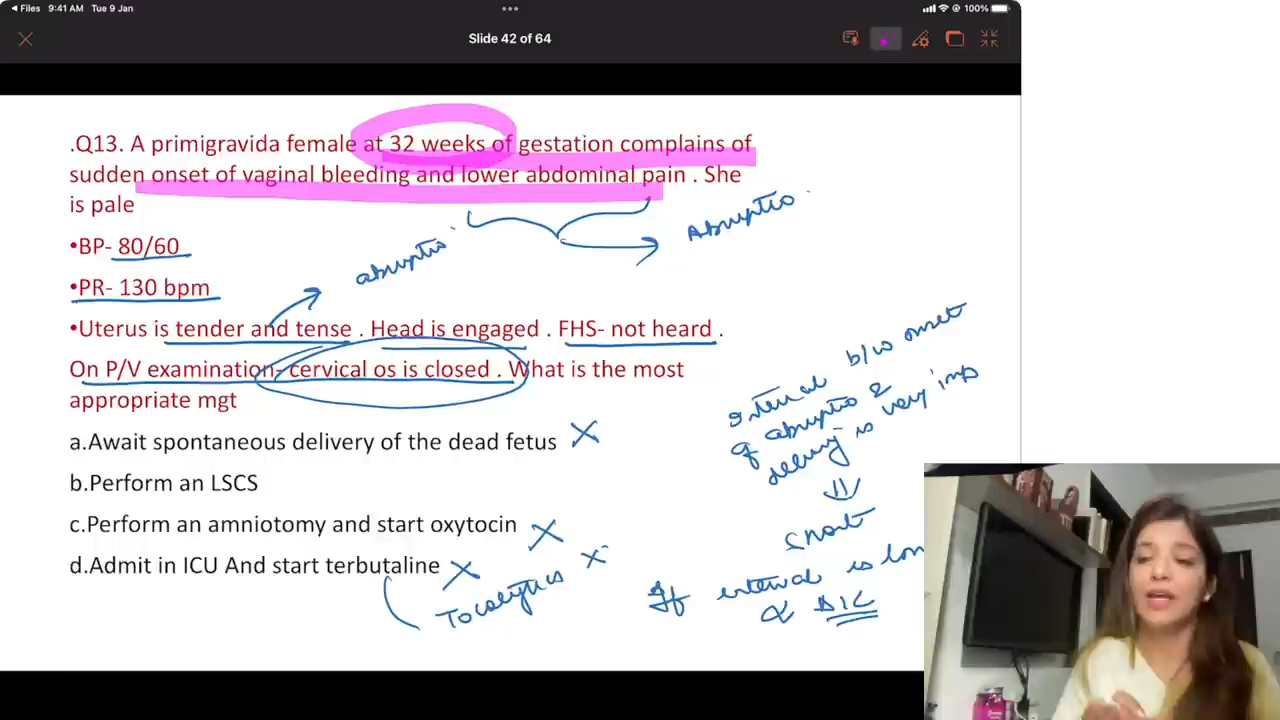 Files 9:41 AM Tue 9 Jan
100%
Slide 42 of 64
.Q13. A primigravida female at 32 weeks of gestation complains of
sudden onset of vaginal bleeding and lower abdominal pain . She
is pale
Abruptio
•BP- 80/60
abruptio
•PR- 130 bpm
•Uterus is tender and tense . Head is engaged . FHS- not heard .
On P/V examination- cervical os is closed . What is the most
appropriate mgt
Interval b/w onset
of abruptio &
delivery is very imp
a.Await spontaneous delivery of the dead fetus X
b.Perform an LSCS
Short
c.Perform an amniotomy and start oxytocin X
d.Admit in ICU And start terbutaline X
Tocolytics X
If interval is lon
DIC